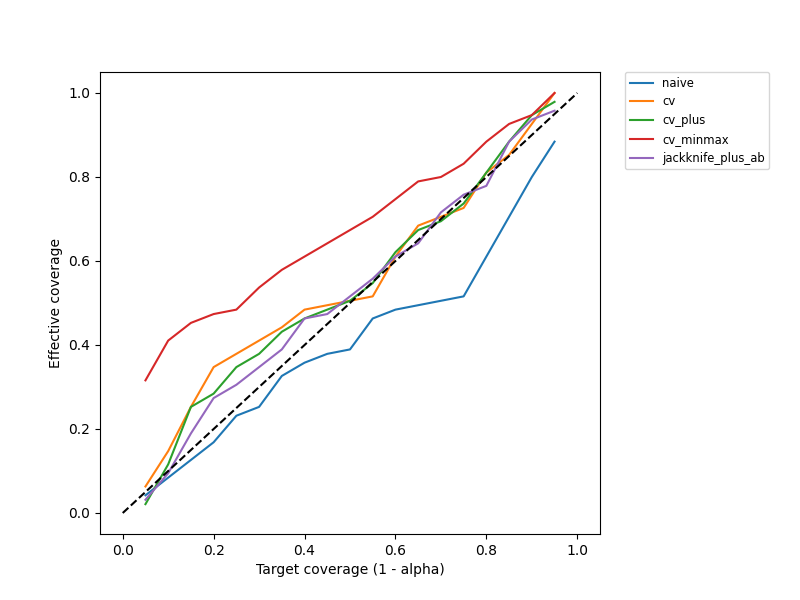 1.0
0.8
0.6
0.4
0.2
0.0
Effective coverage
0.0 0.2 0.4 0.6 0.8 1.0
Target coverage (1 - alpha)
naive
cv
cv_plus
cv_minmax
jackknife_plus_ab